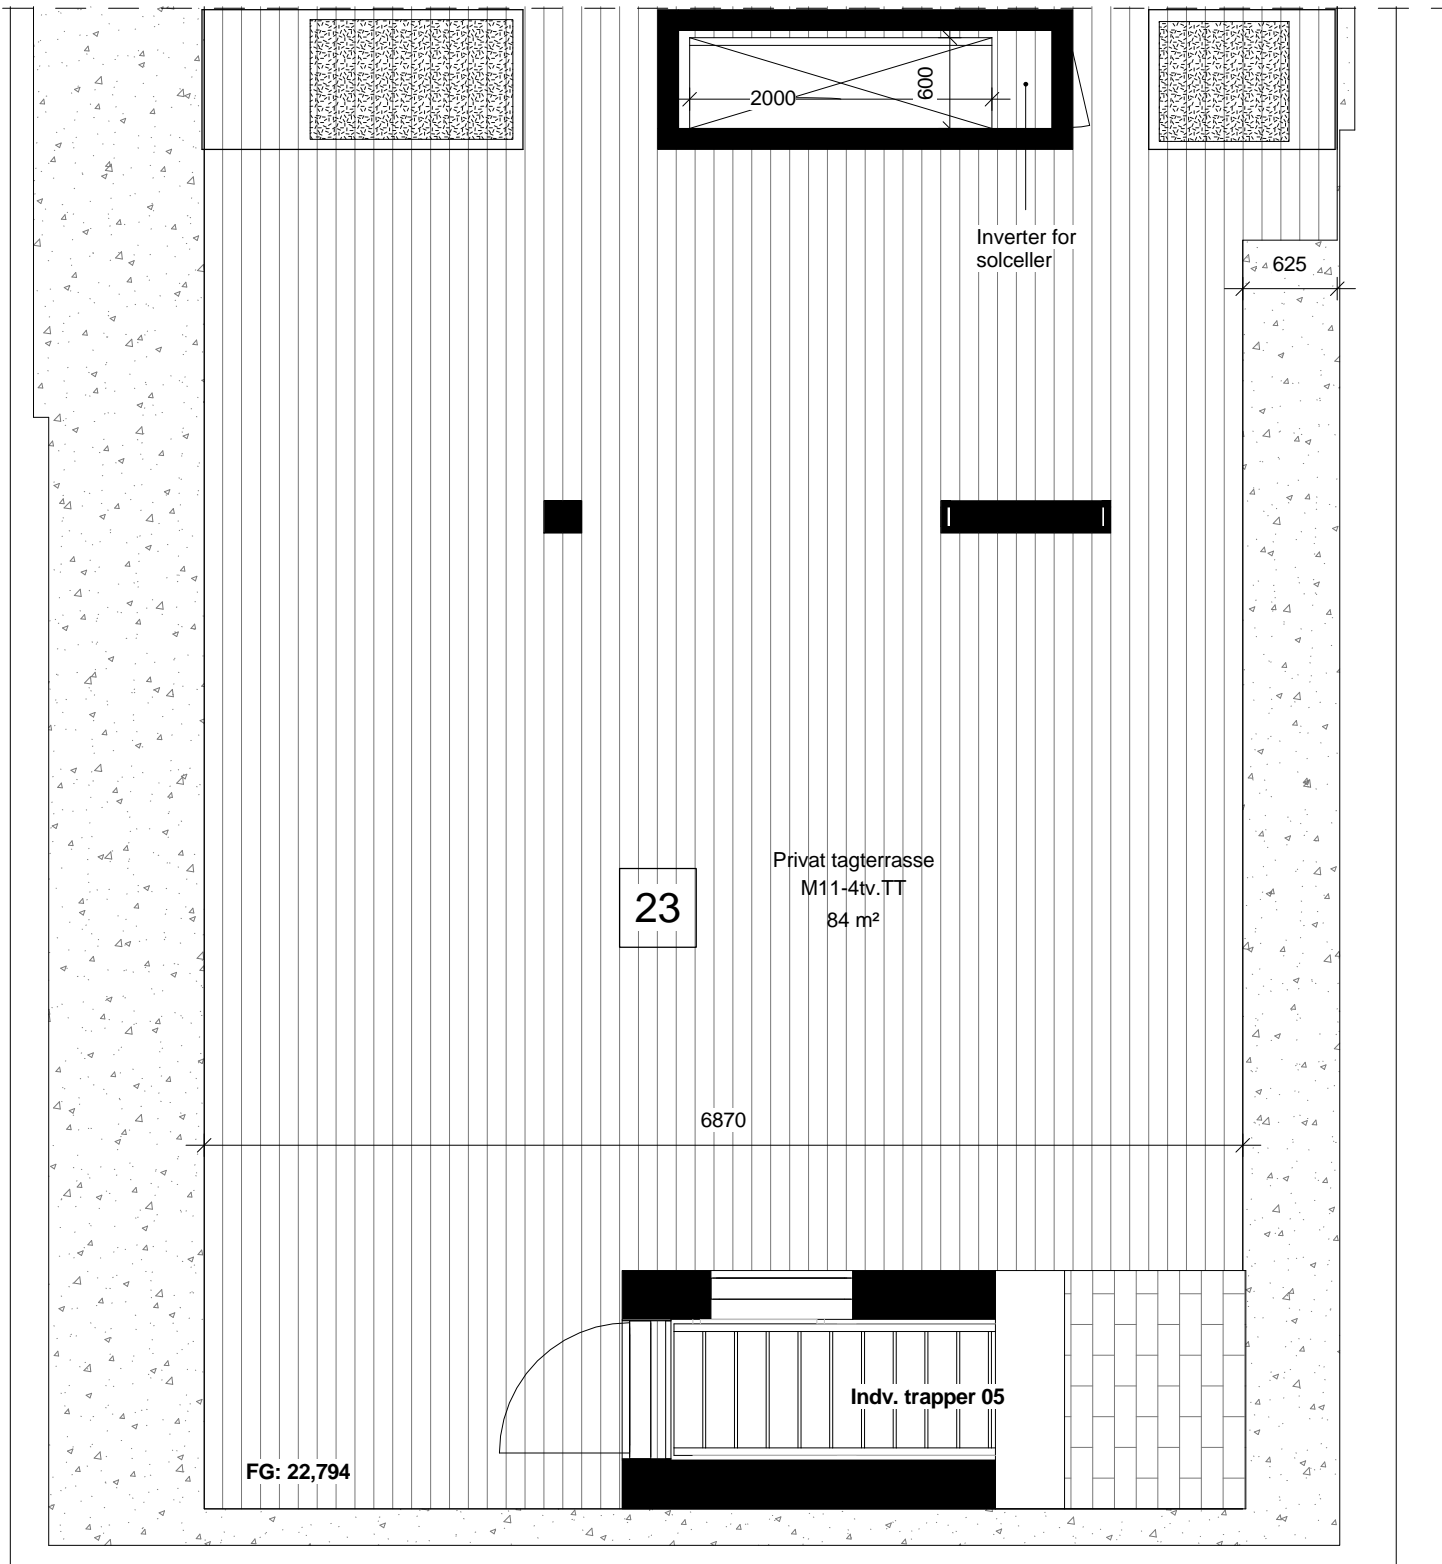 2000
600
Inverter for
solceller
625
Privat tagterrasse
M11-4tv.TT
84 m²
23
6870
Indv. trapper 05
FG: 22,794